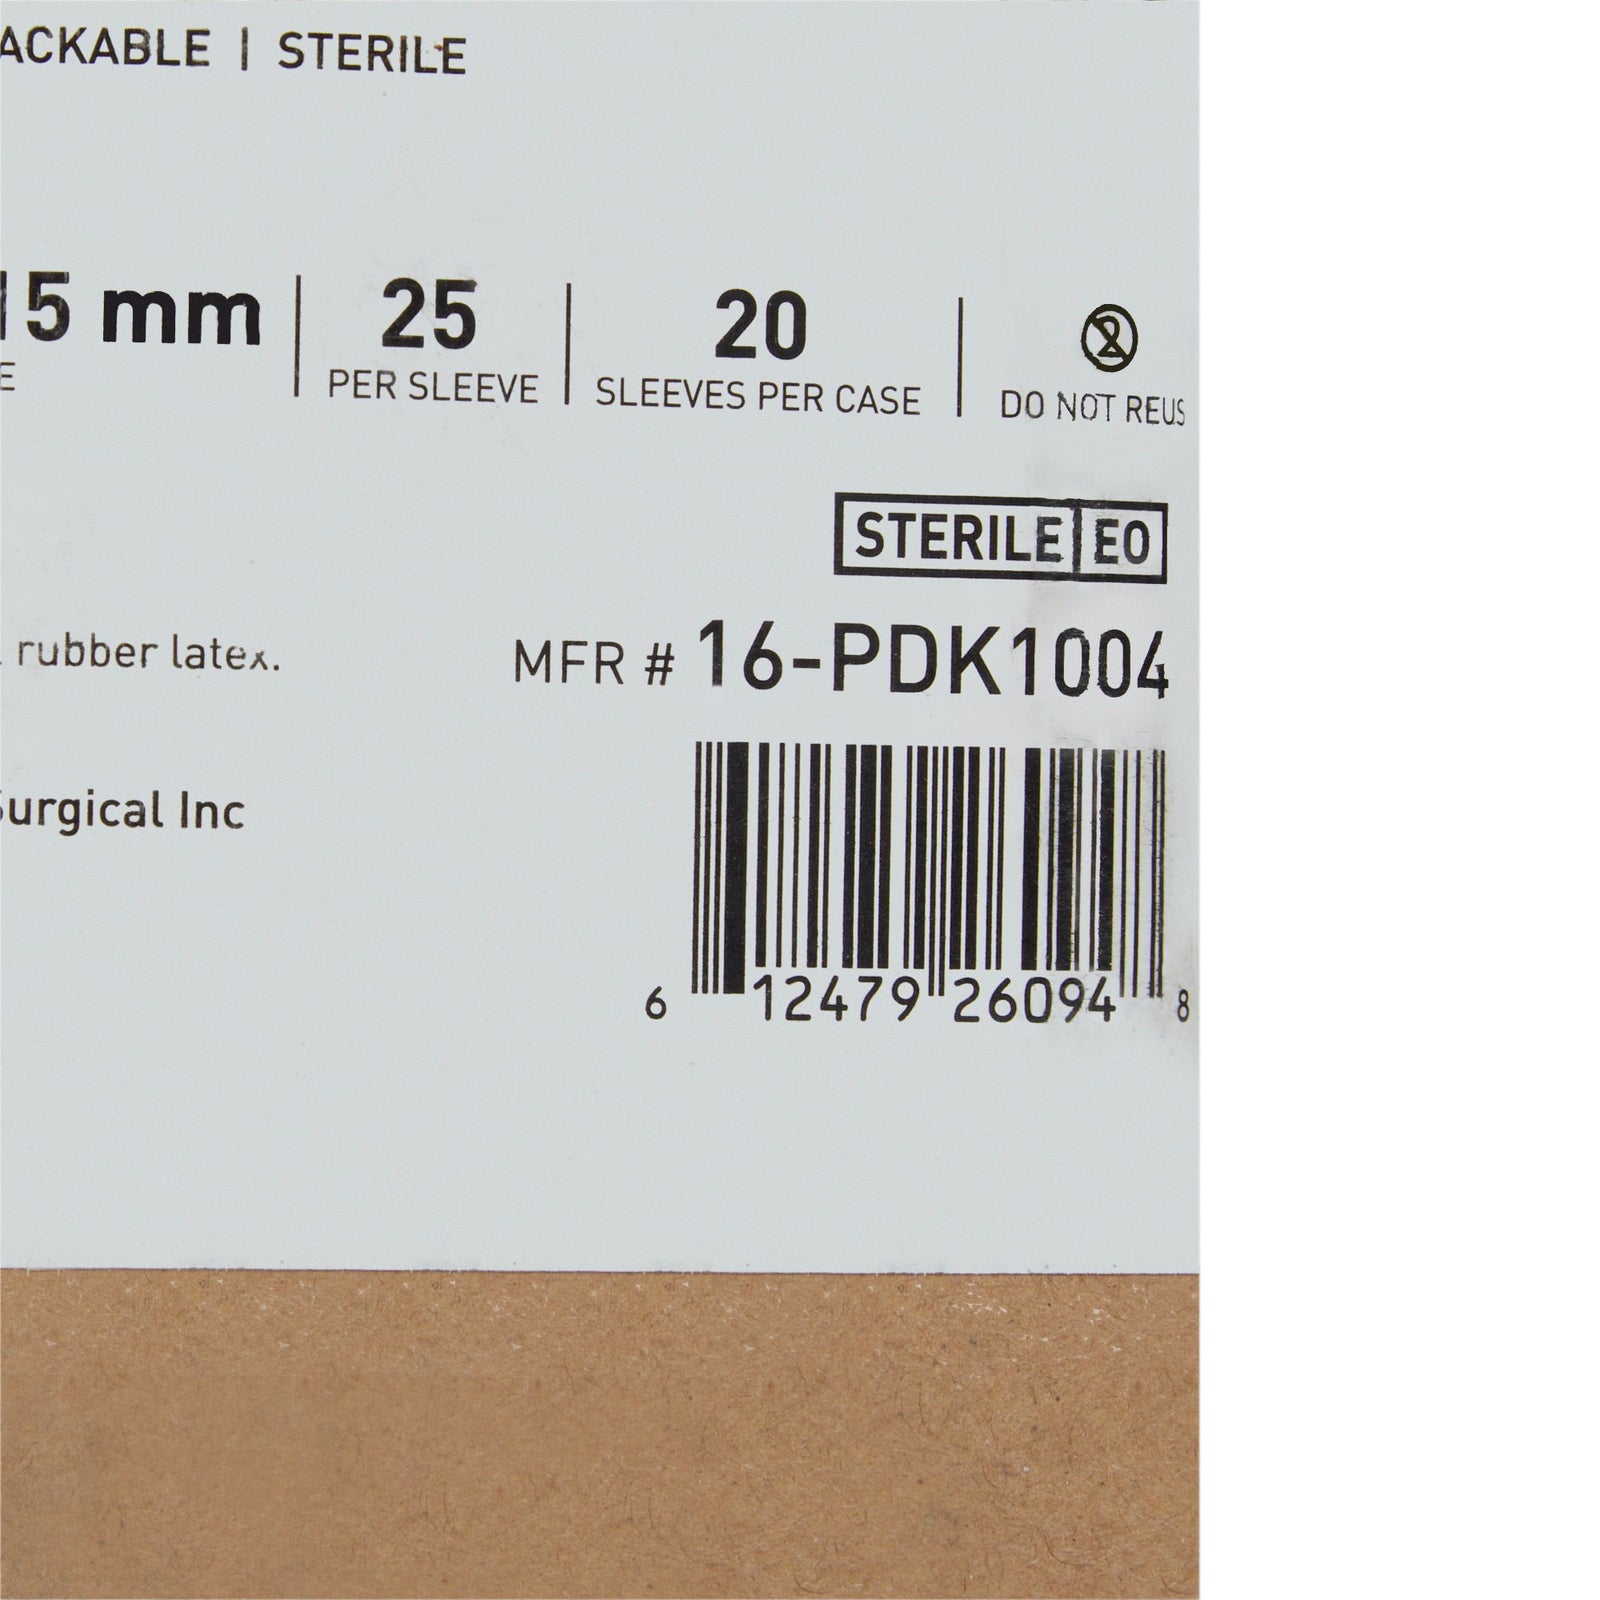 ACKABLE | STERILE
15 mm
25
PER SLEEVE
20
SLEEVES PER CASE
2
DO NOT REUS
STERILE EO
rubber latex.
MFR # 16-PDK1004
Surgical Inc
6 12479 26094 8